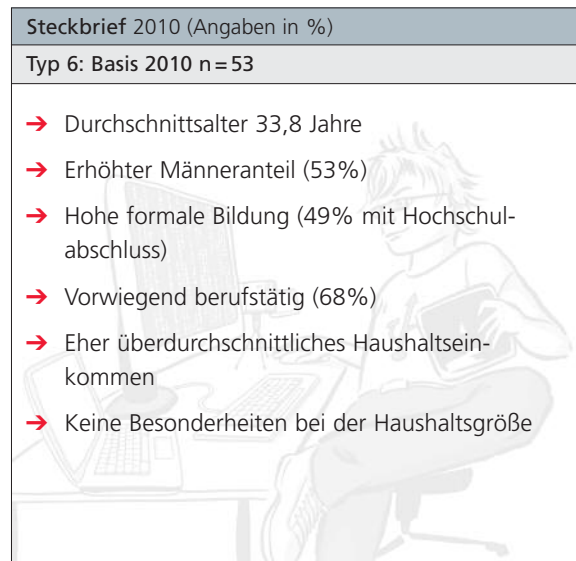 Steckbrief 2010 (Angaben in %)
Typ 6: Basis 2010 n=53
➔ Durchschnittsalter 33,8 Jahre
➔ Erhöhter Männeranteil (53%)
➔ Hohe formale Bildung (49% mit Hochschul-
abschluss)
➔ Vorwiegend berufstätig (68%)
➔ Eher überdurchschnittliches Haushaltsein-
kommen
➔ Keine Besonderheiten bei der Haushaltsgröße